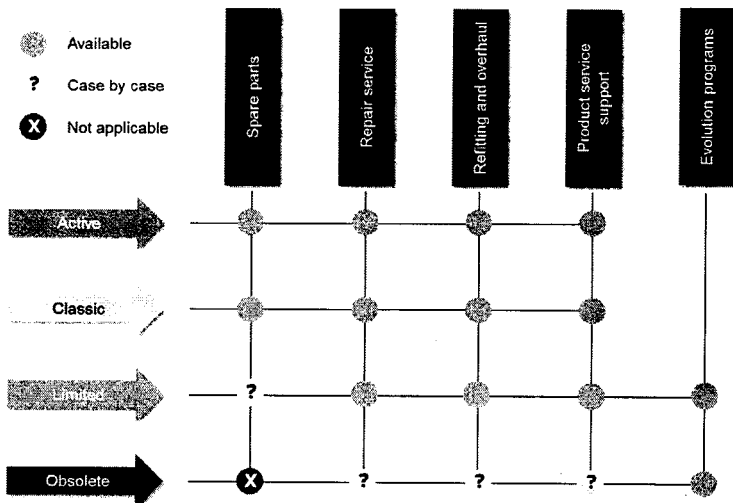 Available
? Case by case
X Not applicable
Spare parts
Repair service
Refitting and overhaul
Product service
support
Evolution programs
Active
Classic
Limited
?
Obsolete
X ? ? ?